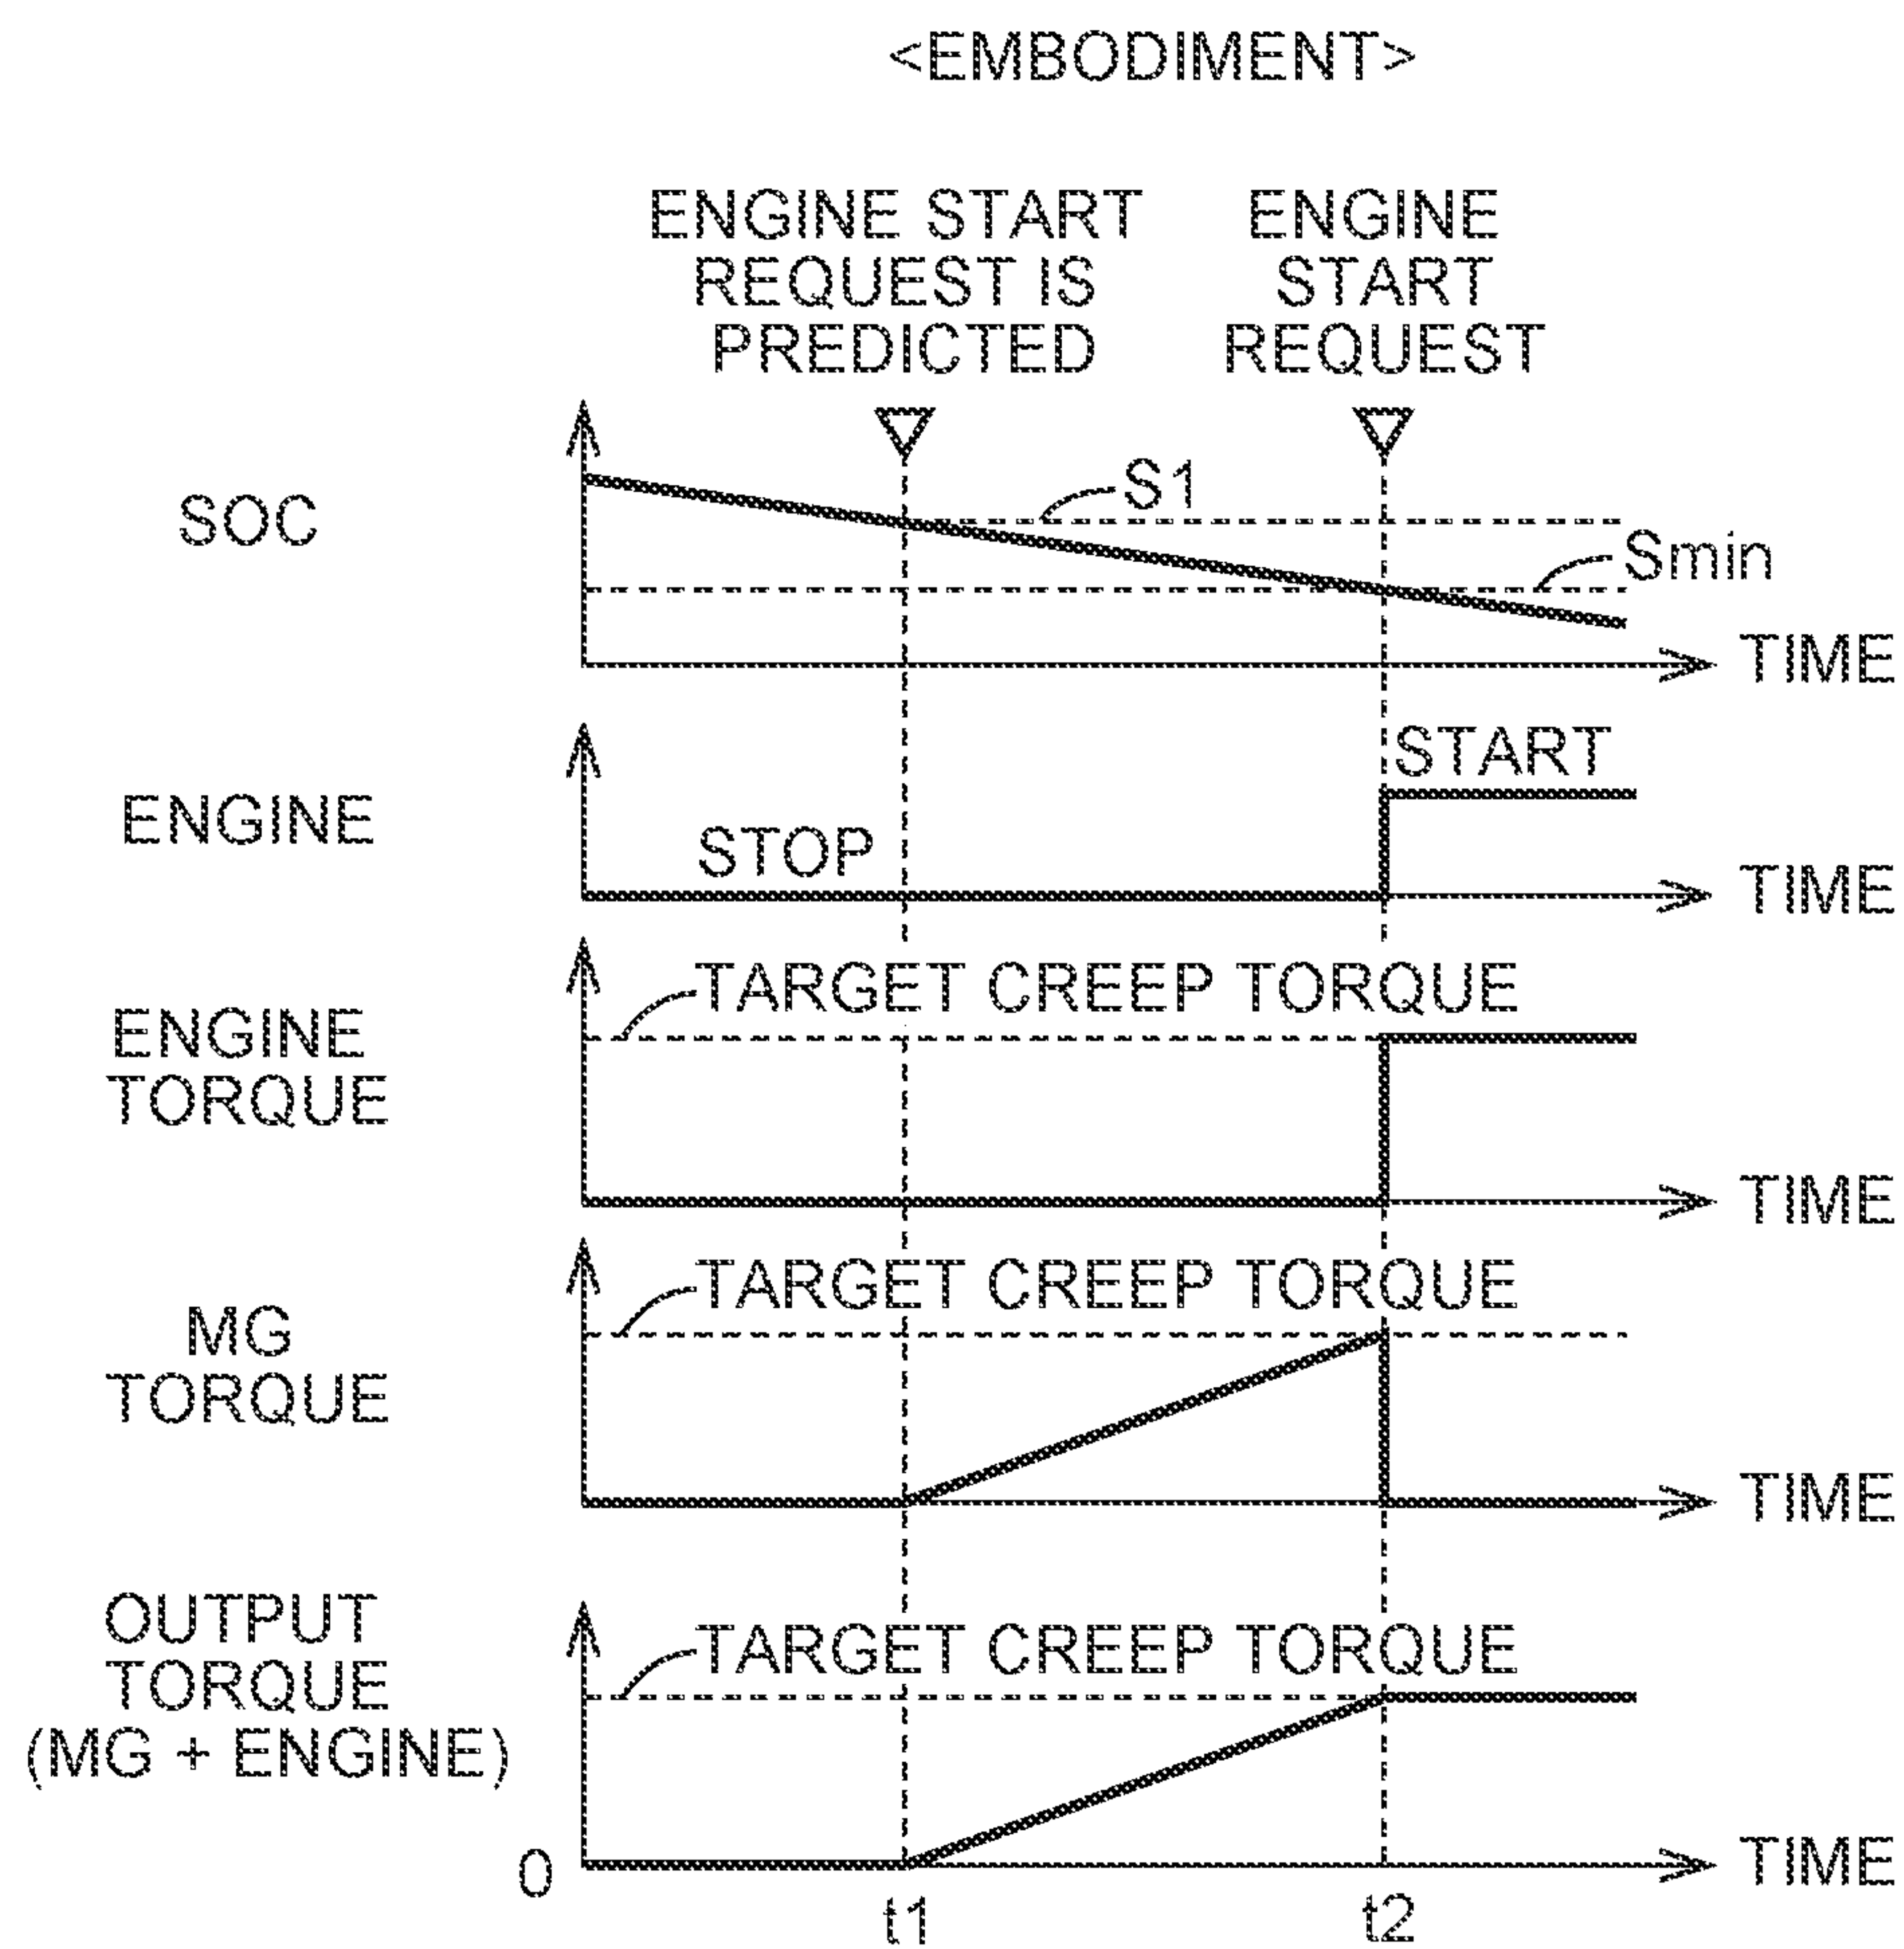 <EMBODIMENT>
ENGINE START
REQUEST IS
PREDICTED
ENGINE
START
REQUEST
SOC
S1
Smin
TIME
ENGINE
STOP
START
TIME
ENGINE
TORQUE
TARGET CREEP TORQUE
TIME
MG
TORQUE
TARGET CREEP TORQUE
TIME
OUTPUT
TORQUE
(MG + ENGINE)
TARGET CREEP TORQUE
0
TIME
t1
t2